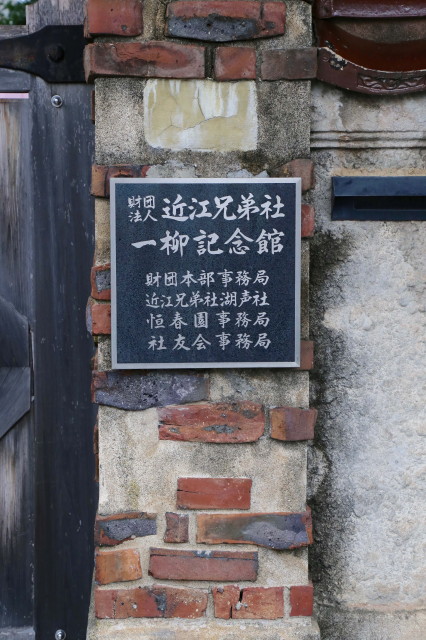 財団法人 近江兄弟社
一柳記念館
財団本部事務局
近江兄弟社湖声社
恒春園事務局
社友会事務局